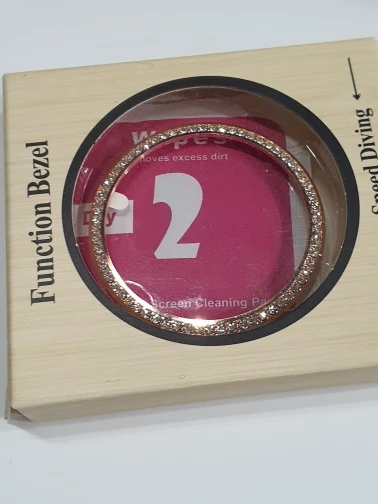 Function Bezel
Wipes
moves excess dirt
2
Screen Cleaning Pa
Speed Diving